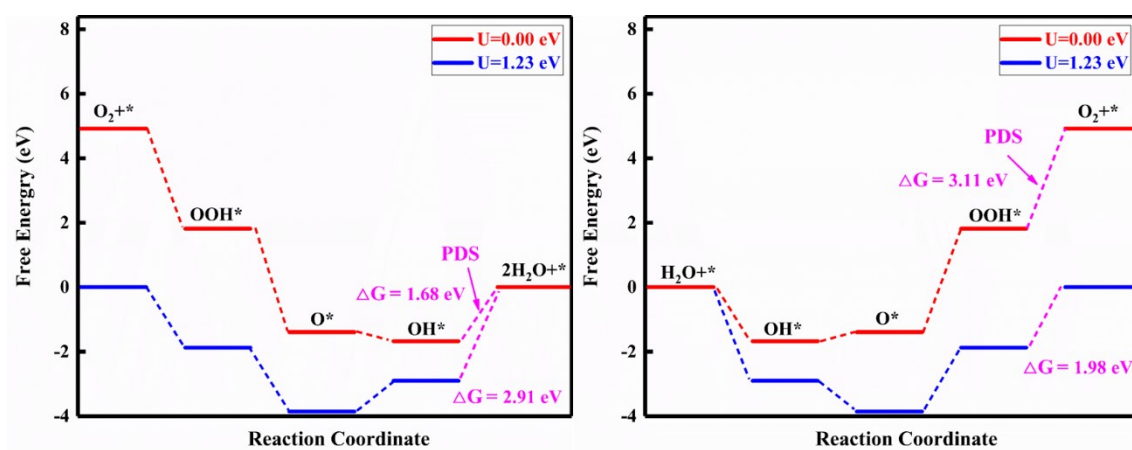 8
6
4
2
0
-2
-4
Free Energry (eV)
U=0.00 eV
U=1.23 eV
O₂+*
OOH*
O*
OH*
2H₂O+*
PDS
△G = 1.68 eV
△G = 2.91 eV
Reaction Coordinate
8
6
4
2
0
-2
-4
Free Energy (eV)
U=0.00 eV
U=1.23 eV
O₂+*
PDS
△G = 3.11 eV
OOH*
H₂O+*
OH*
O*
△G = 1.98 eV
Reaction Coordinate